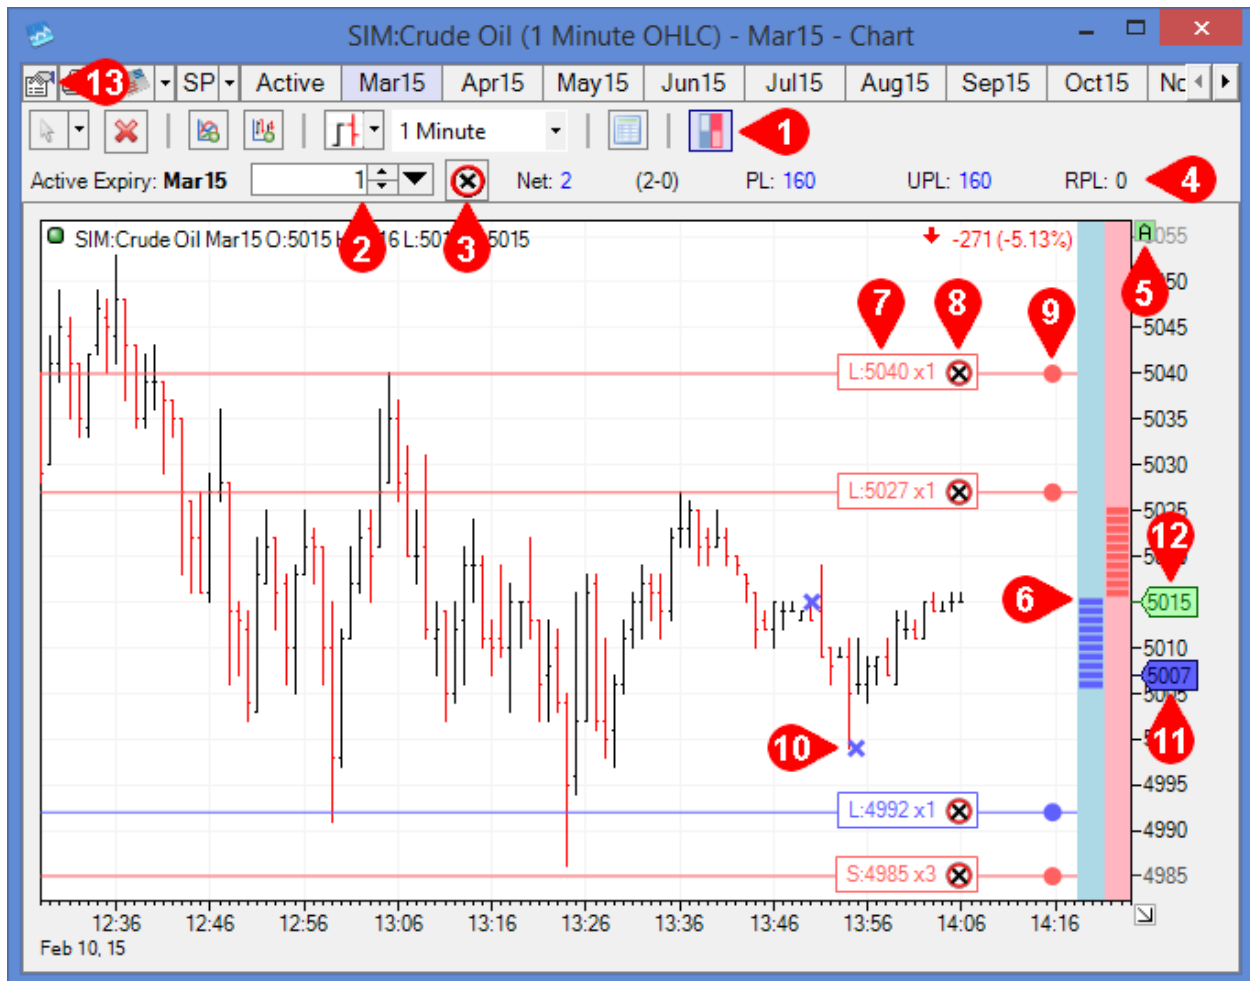 SIM:Crude Oil (1 Minute OHLC) - Mar15 - Chart
13 SP Active Mar15 Apr15 May15 Jun15 Jul15 Aug15 Sep15 Oct15
1 Minute 1
Active Expiry: Mar15 1 Net: 2 (2-0) PL: 160 UPL: 160 RPL: 0 4
SIM:Crude Oil Mar15 O:5015 2 3 5015 -271 (-5.13%) A
5
7 8 9
5045
L:5040 x1 5040
5035
5030
L:5027 x1
5025
12
6 5015
5010
5007
5005
10 11
4995
L:4992 x1
4990
S:4985 x3 4985
12:36 12:46 12:56 13:06 13:16 13:26 13:36 13:46 13:56 14:06 14:16
Feb 10, 15